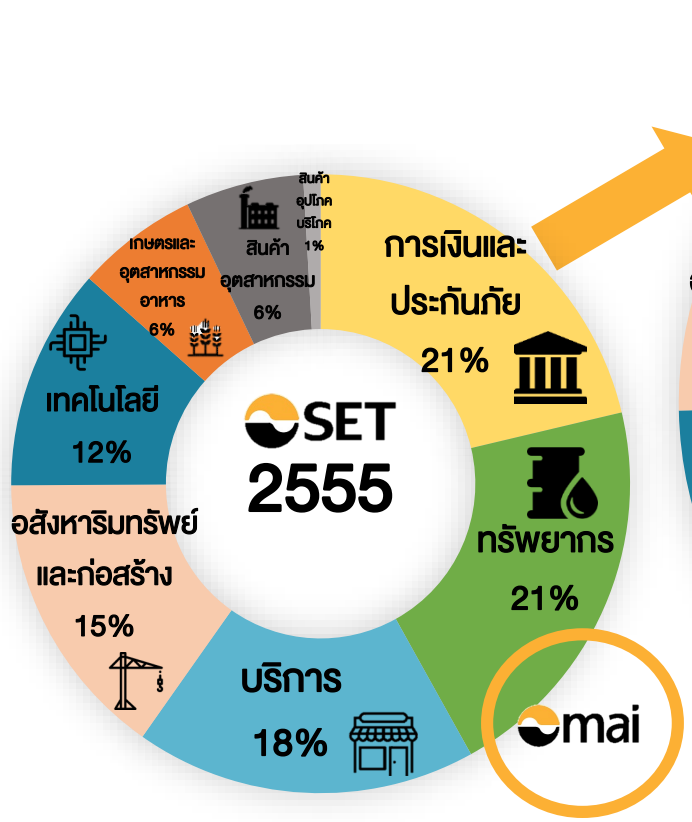 สินค้า
อุปโภค
บริโภค
1%
การเงินและ
ประกันภัย
21%
ทรัพยากร
21%
บริการ
18%
อสังหาริมทรัพย์
และก่อสร้าง
15%
เทคโนโลยี
12%
เกษตรและ
อุตสาหกรรม
อาหาร
6%
สินค้า
อุตสาหกรรม
6%
SET
2555
mai